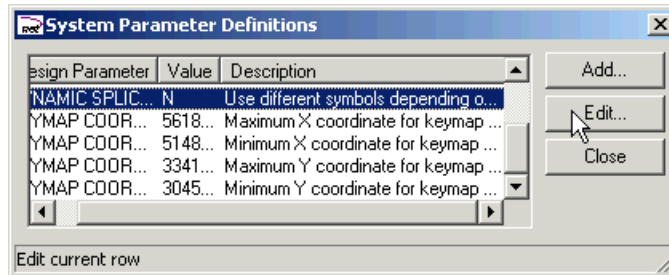 System Parameter Definitions
esign Parameter Value Description
'NAMIC SPLIC... N Use different symbols depending o...
YMAP COOR... 5618... Maximum X coordinate for keymap ...
YMAP COOR... 5148... Minimum X coordinate for keymap ...
YMAP COOR... 3341... Maximum Y coordinate for keymap ...
YMAP COOR... 3045... Minimum Y coordinate for keymap ...
Add...
Edit...
Close
Edit current row